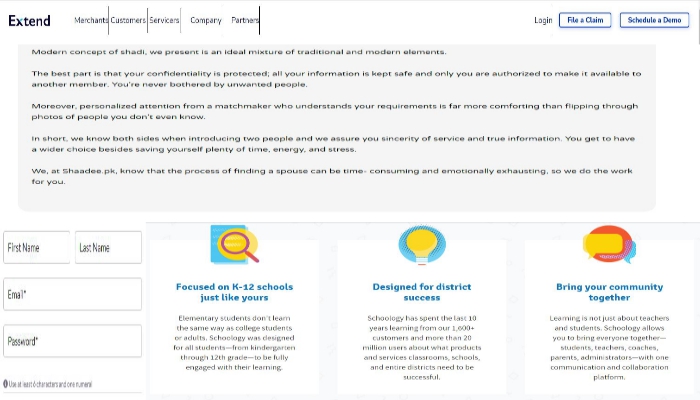 Extend
Merchants Customers Servicers Company Partners
Login File a Claim Schedule a Demo
Modern concept of shadi, we present is an ideal mixture of traditional and modern elements.
The best part is that your confidentiality is protected; all your information is kept safe and only you are authorized to make it available to
another member. You're never bothered by unwanted people.
Moreover, personalized attention from a matchmaker who understands your requirements is far more comforting than flipping through
photos of people you don't even know.
In short, we know both sides when introducing two people and we assure you sincerity of service and true information. You get to have
a wider choice besides saving yourself plenty of time, energy, and stress.
We, at Shaadee.pk, know that the process of finding a spouse can be time- consuming and emotionally exhausting, so we do the work
for you.
First Name Last Name
Email*
Password*
Use at least 6 characters and one numeral
Focused on K-12 schools
just like yours
Elementary students don't learn
the same way as college students
or adults. Schoology was designed
for all students—from kindergarten
through 12th grade—to be fully
engaged with their learning.
Designed for district
success
Schoology has spent the last 10
years learning from our 1,600+
customers and more than 20
million users about what products
and services classrooms, schools,
and entire districts need to be
successful.
Bring your community
together
Learning is not just about teachers
and students. Schoology allows
you to bring everyone together—
students, teachers, coaches,
parents, administrators—with one
communication and collaboration
platform.